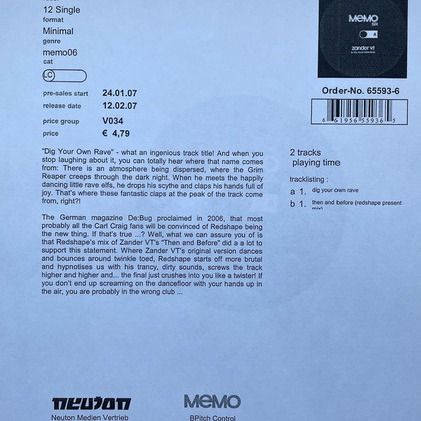 12 Single
format
Minimal
genre
memo06
cat
LC
pre-sales start 24.01.07
release date 12.02.07
price group V034
price € 4,79
MEMO
zander vt
Order-No. 65593-6
2 tracks
playing time
tracklisting :
a 1. dig your own rave
b 1. then and before (redshape present
mix)
"Dig Your Own Rave" - what an ingenious track title! And when you
stop laughing about it, you can totally hear where that name comes
from: There is an atmosphere being dispersed, where the Grim
Reaper creeps through the dark night. When he meets the happily
dancing little rave elfs, he drops his scythe and claps his hands full of
joy. That's where these fantastic claps at the peak of the track come
from, right?!
The German magazine De:Bug proclaimed in 2006, that most
probably all the Carl Craig fans will be convinced of Redshape being
the new thing. If that's true ...? Well, what we can assure you of is
that Redshape's mix of Zander VT's "Then and Before" did a lot to
support this statement. Where Zander VT's original version dances
and bounces around twinkle toed, Redshape starts off more brutal
and hypnotises us with his trancy, dirty sounds, screws the track
higher and higher and... the final just crushes into you like a twister! If
you don't end up screaming on the dancefloor with your hands up in
the air, you are probably in the wrong club ...
neuton
Neuton Medien Vertrieb
MEMO
BPitch Control